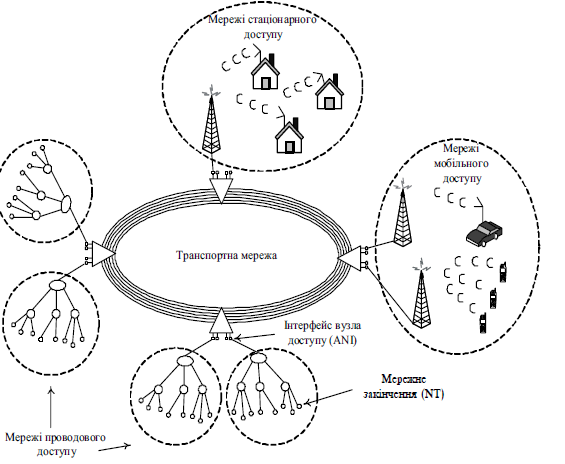 Мережі стаціонарного
доступу
Мережі
мобільного
доступу
Транспортна мережа
Інтерфейс вузла
доступу (ANI)
Мережне
закінчення (NT)
Мережі проводового
доступу